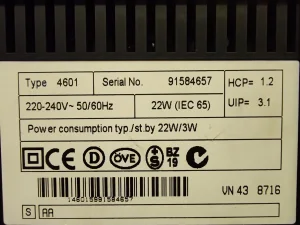 Type 4601 Serial No. 91584657 HCP= 1.2
220-240V~ 50/60Hz 22W (IEC 65) UIP= 3.1
Power consumption typ./st.by 22W/3W
CE D ÖVE S BZ 19 C
146015991584657 VN 43 8716
S AA